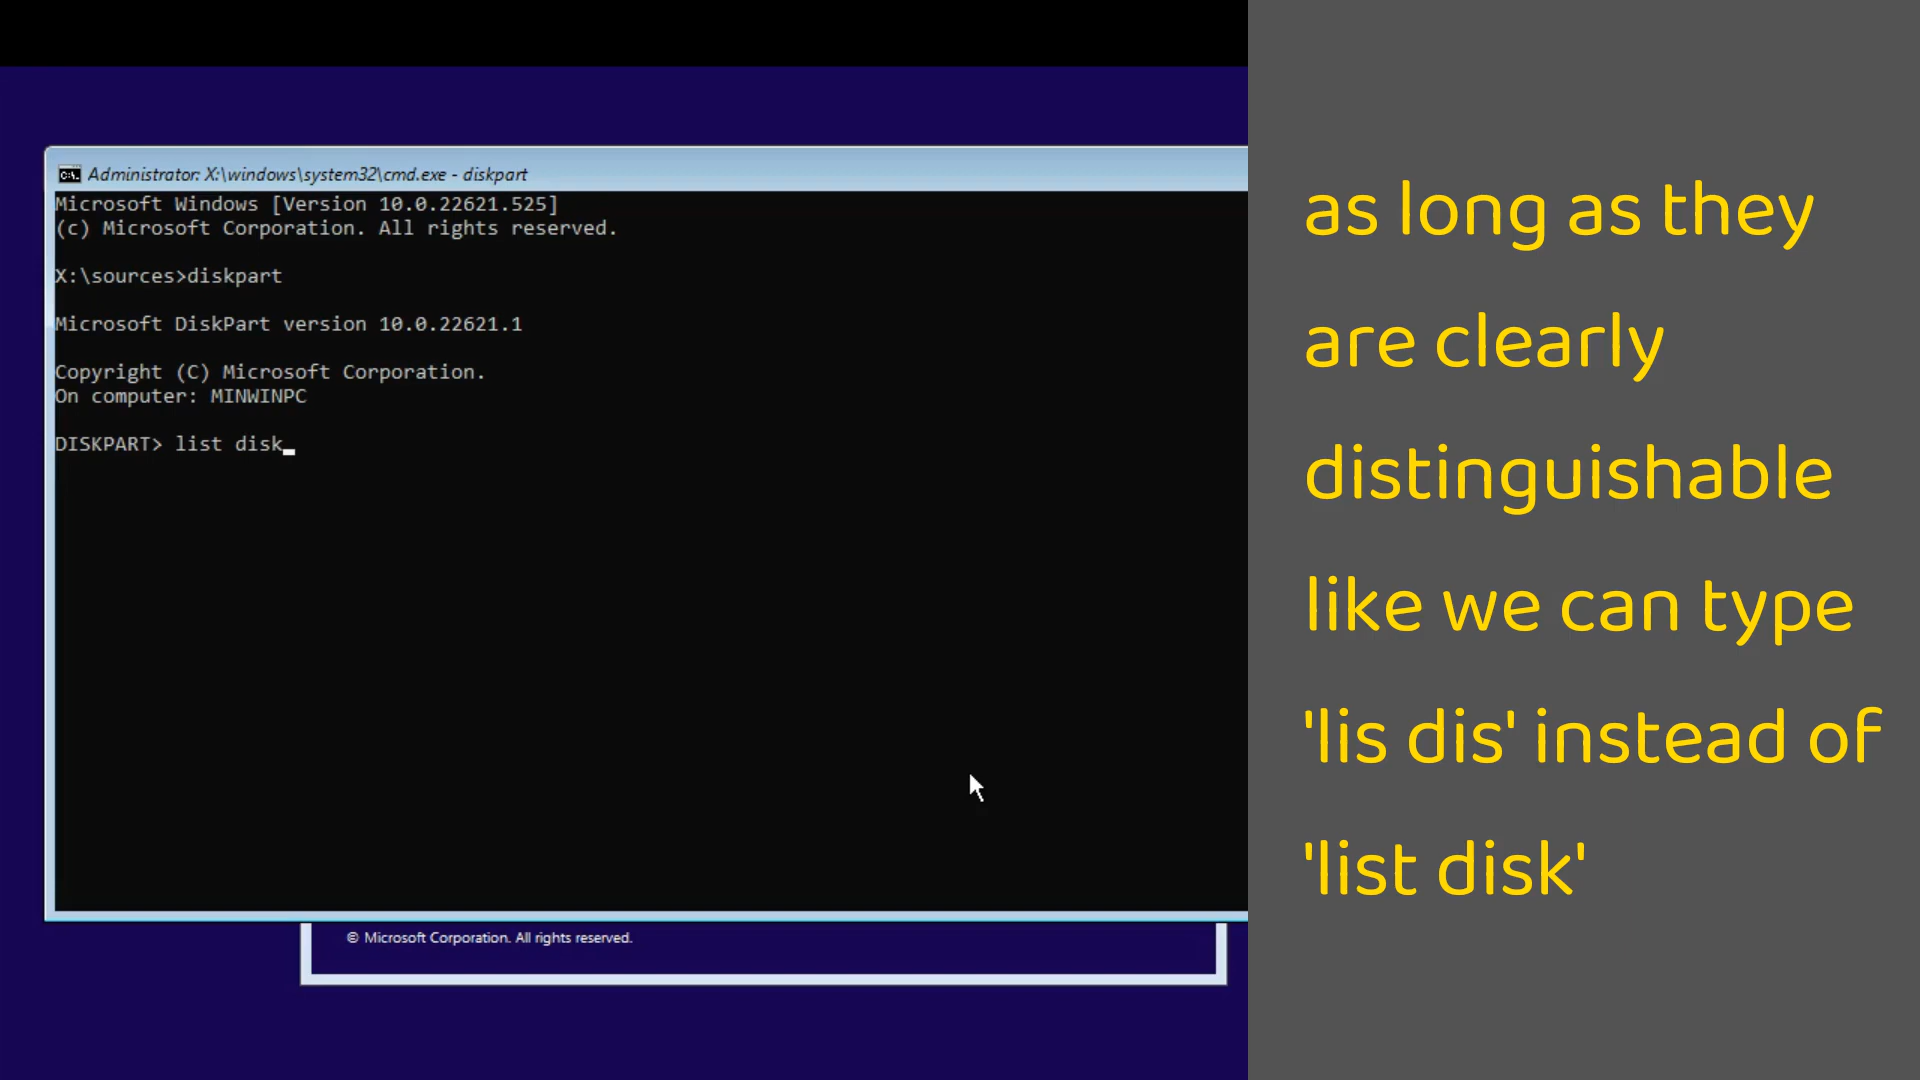 Administrator: X:\windows\system32\cmd.exe - diskpart
Microsoft Windows [Version 10.0.22621.525]
(c) Microsoft Corporation. All rights reserved.
X:\sources>diskpart
Microsoft DiskPart version 10.0.22621.1
Copyright (C) Microsoft Corporation.
On computer: MINWINPC
DISKPART> list disk
© Microsoft Corporation. All rights reserved.
as long as they
are clearly
distinguishable
like we can type
'lis dis' instead of
'list disk'